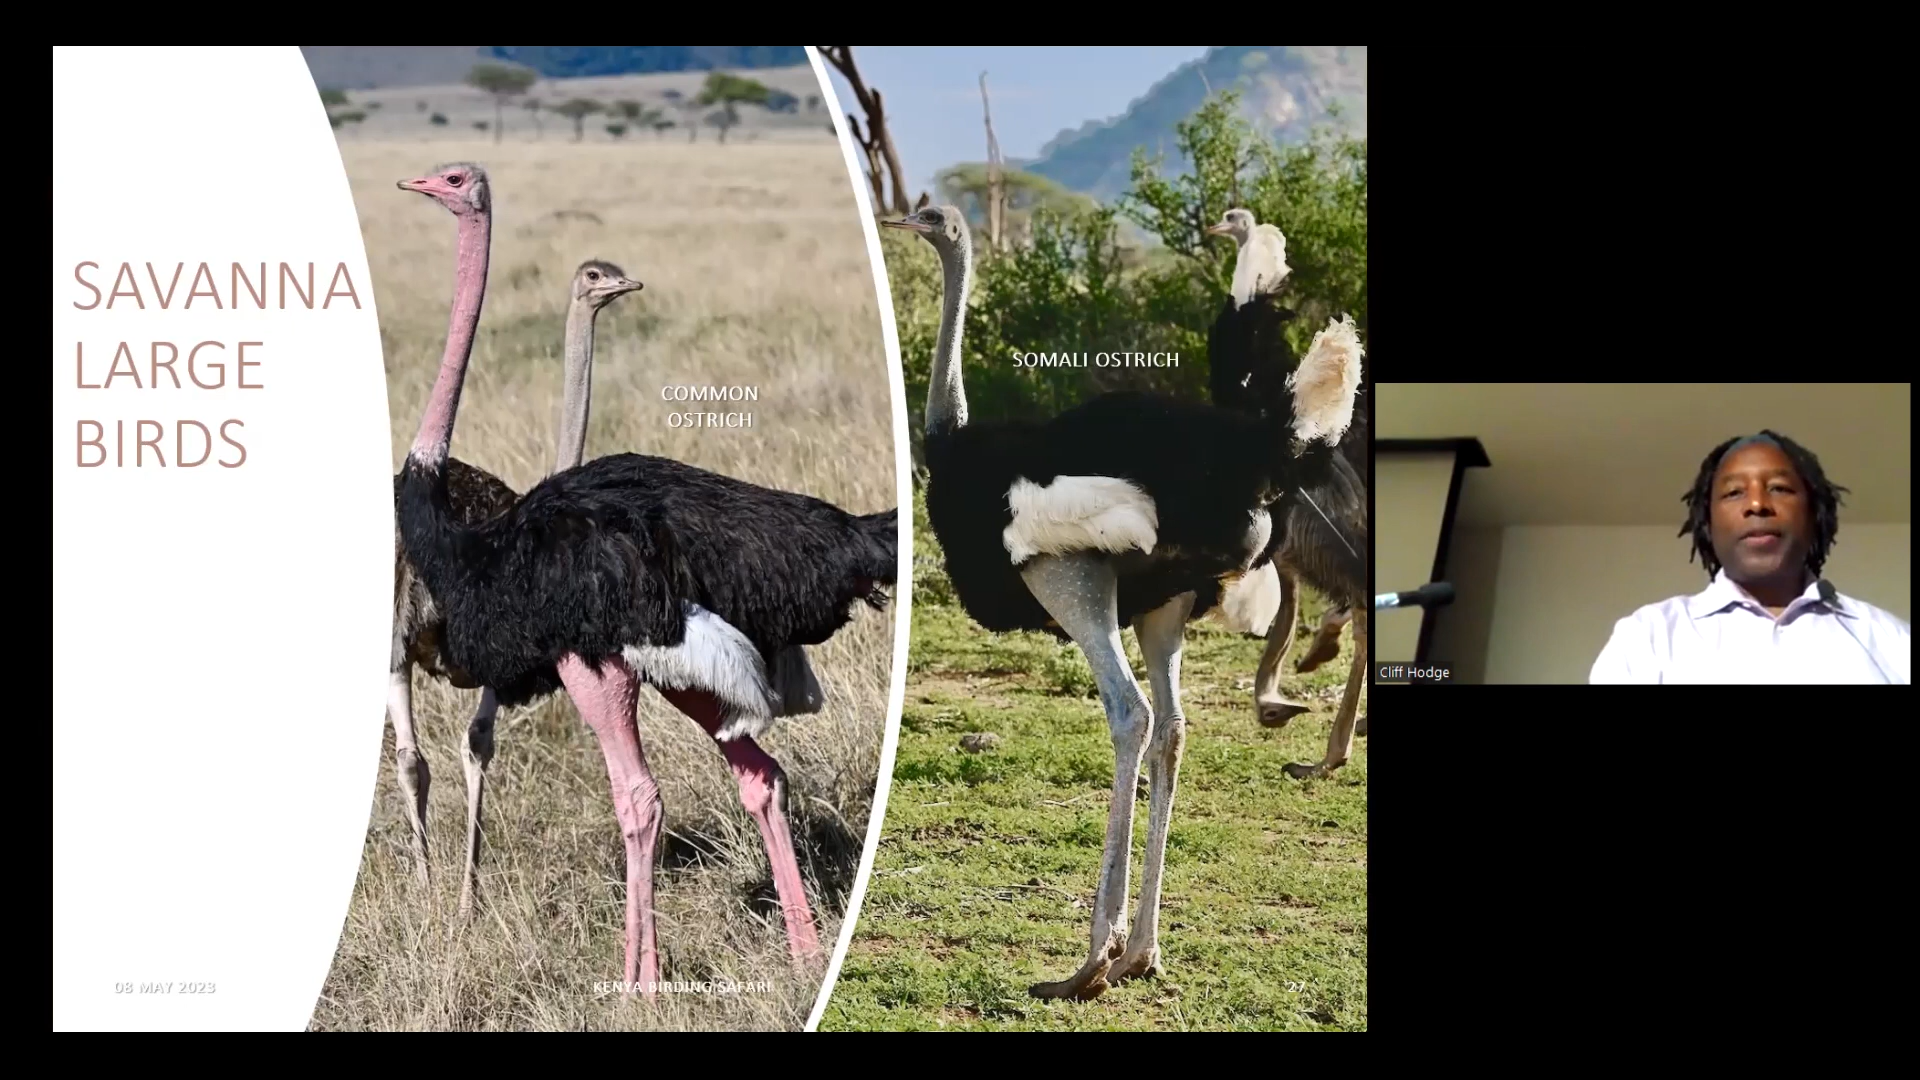 SAVANNA
LARGE
BIRDS
COMMON
OSTRICH
SOMALI OSTRICH
08 MAY 2023
KENYA BIRDING SAFARI
27
Cliff Hodge